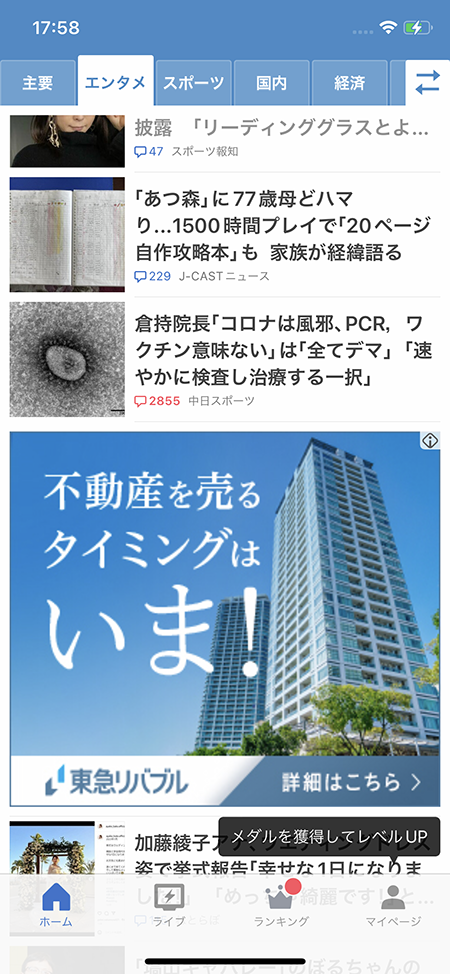 17:58
主要
エンタメ
スポーツ
国内
経済
披露 「リーディンググラスとよ…
47 スポーツ報知
「あつ森」に77歳母どハマ
り…1500時間プレイで「20ページ
自作攻略本」も 家族が経緯語る
229 J-CASTニュース
倉持院長「コロナは風邪、PCR, ワ
クチン意味ない」は「全てデマ」「速
やかに検査し治療する一択」
2855 中日スポーツ
不動産を売る
タイミングは
いま!
東急リバブル
詳細はこちら
メダルを獲得してレベルUP
加藤綾子アナ
ドレス
姿で挙式報告「幸せな1日になりま
綺麗です!
ホーム
ライブ
ランキング
マイページ